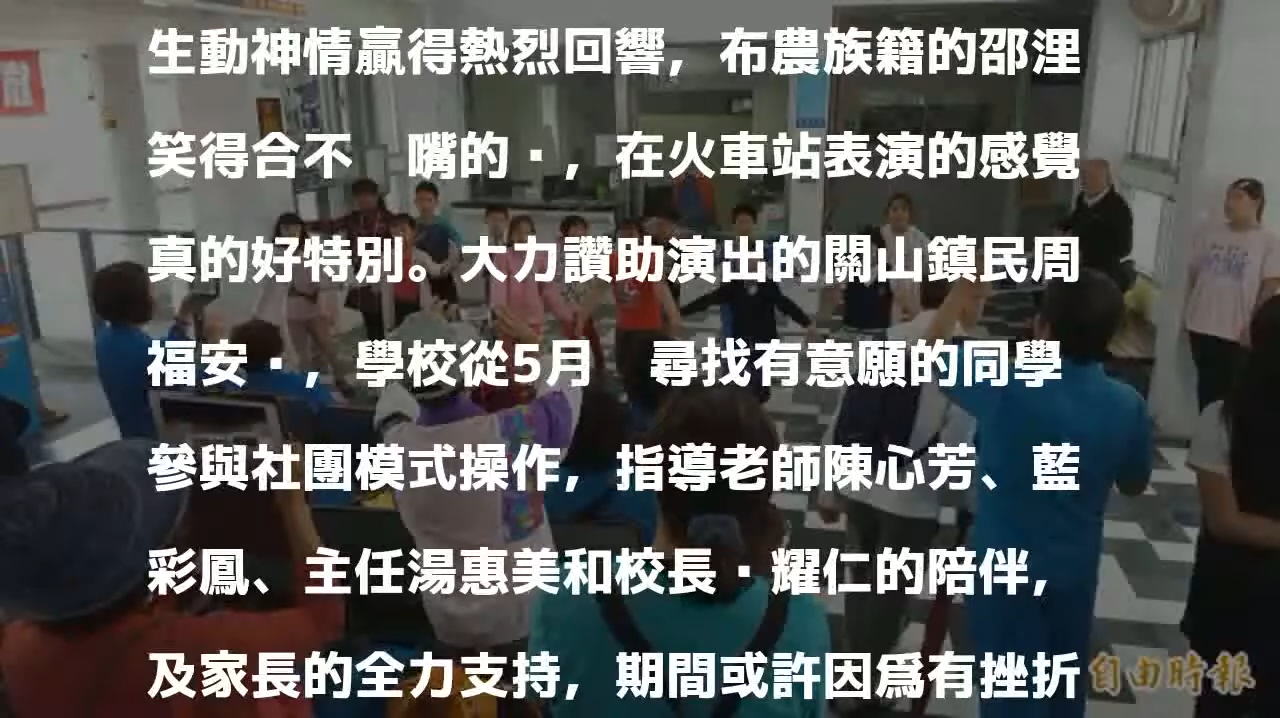 生動神情贏得熱烈回響，布農族籍的邵浬
笑得合不　嘴的·，在火車站表演的感覺
真的好特別。大力讚助演出的關山鎮民周
福安·，學校從5月　尋找有意願的同學
參與社團模式操作，指導老師陳心芳、藍
彩鳳、主任湯惠美和校長·耀仁的陪伴，
及家長的全力支持，期間或許因爲有挫折
自由時報